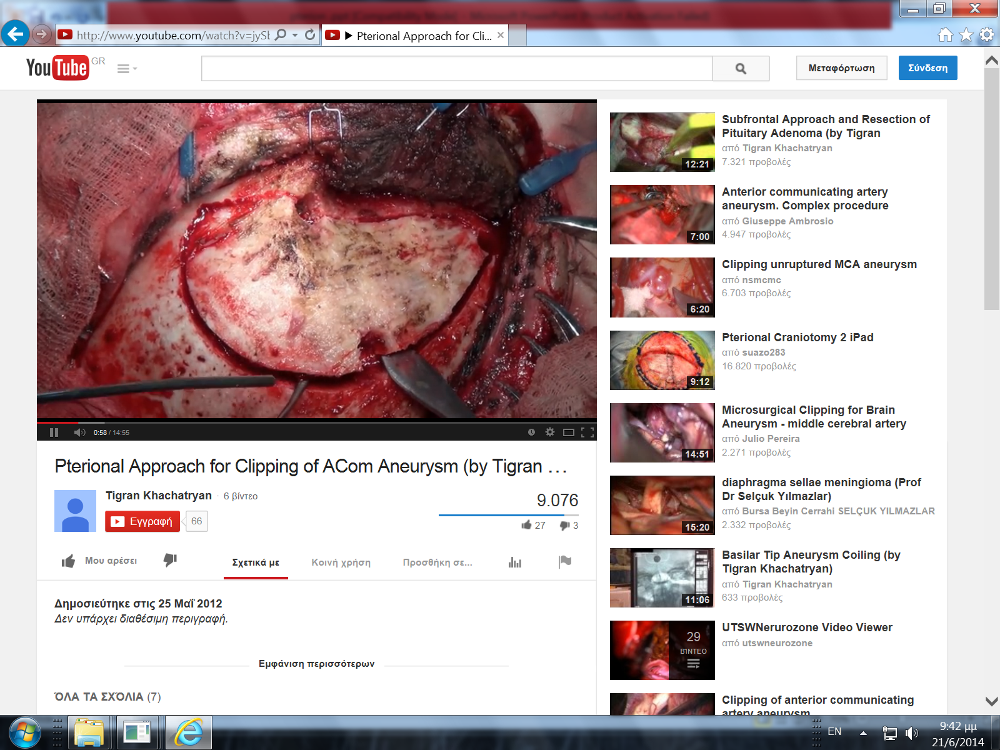 http://www.youtube.com/watch?v=jySl
▶ Pterional Approach for Cli...
YouTube GR
Μεταφόρτωση
Σύνδεση
0:58 / 14:55
Pterional Approach for Clipping of ACom Aneurysm (by Tigran ...
Tigran Khachatryan · 6 βίντεο
Εγγραφή 66
9.076
27 3
Μου αρέσει
Σχετικά με
Κοινή χρήση
Προσθήκη σε...
Δημοσιεύτηκε στις 25 Μαΐ 2012
Δεν υπάρχει διαθέσιμη περιγραφή.
Εμφάνιση περισσότερων
ΌΛΑ ΤΑ ΣΧΌΛΙΑ (7)
12:21
Subfrontal Approach and Resection of
Pituitary Adenoma (by Tigran
από Tigran Khachatryan
7.321 προβολές
7:00
Anterior communicating artery
aneurysm. Complex procedure
από Giuseppe Ambrosio
4.947 προβολές
6:20
Clipping unruptured MCA aneurysm
από nsmcmc
6.703 προβολές
9:12
Pterional Craniotomy 2 iPad
από suazo283
16.820 προβολές
14:51
Microsurgical Clipping for Brain
Aneurysm - middle cerebral artery
από Julio Pereira
2.271 προβολές
15:20
diaphragma sellae meningioma (Prof
Dr Selçuk Yılmazlar)
από Bursa Beyin Cerrahi SELÇUK YILMAZLAR
2.332 προβολές
11:06
Basilar Tip Aneurysm Coiling (by
Tigran Khachatryan)
από Tigran Khachatryan
633 προβολές
29
ΒΊΝΤΕΟ
UTSWNerurozone Video Viewer
από utswneurozone
Clipping of anterior communicating
artery aneurysm
EN
9:42 μμ
21/6/2014